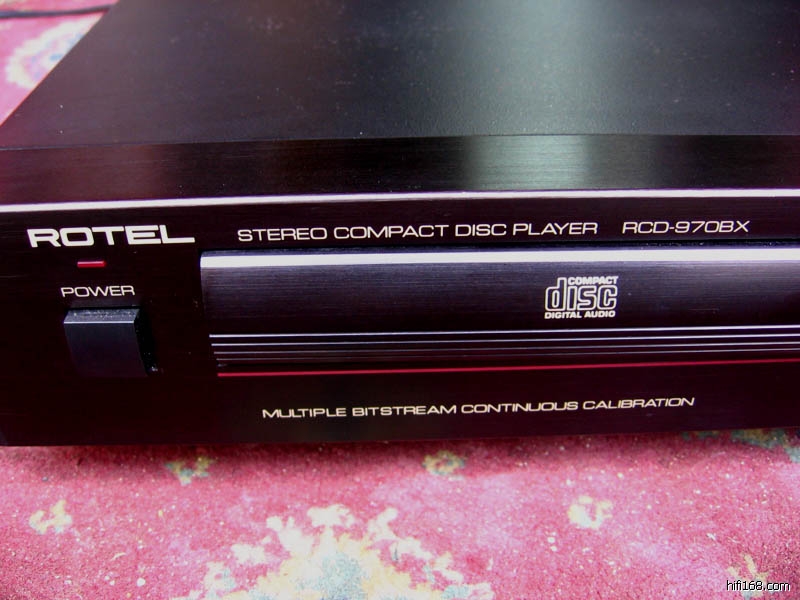 ROTEL STEREO COMPACT DISC PLAYER RCD-970BX
POWER
COMPACT
disc
DIGITAL AUDIO
MULTIPLE BITSTREAM CONTINUOUS CALIBRATION
hifi168.com